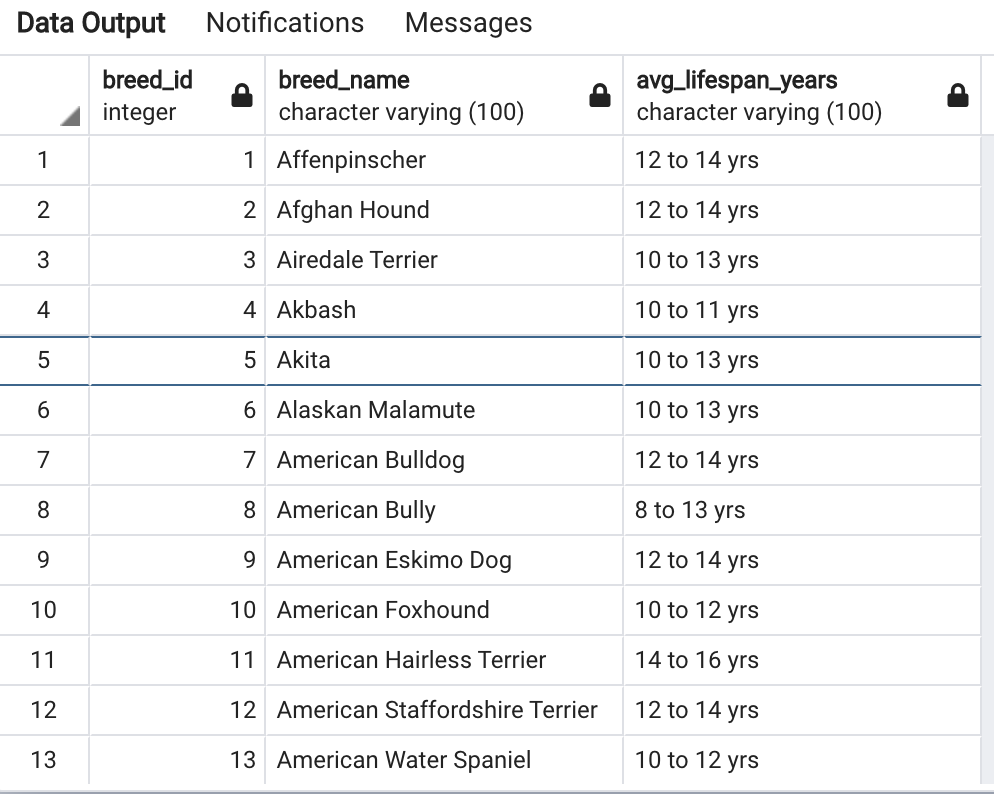 Data Output Notifications Messages
breed_id breed_name avg_lifespan_years
integer character varying (100) character varying (100)
1 1 Affenpinscher 12 to 14 yrs
2 2 Afghan Hound 12 to 14 yrs
3 3 Airedale Terrier 10 to 13 yrs
4 4 Akbash 10 to 11 yrs
5 5 Akita 10 to 13 yrs
6 6 Alaskan Malamute 10 to 13 yrs
7 7 American Bulldog 12 to 14 yrs
8 8 American Bully 8 to 13 yrs
9 9 American Eskimo Dog 12 to 14 yrs
10 10 American Foxhound 10 to 12 yrs
11 11 American Hairless Terrier 14 to 16 yrs
12 12 American Staffordshire Terrier 12 to 14 yrs
13 13 American Water Spaniel 10 to 12 yrs